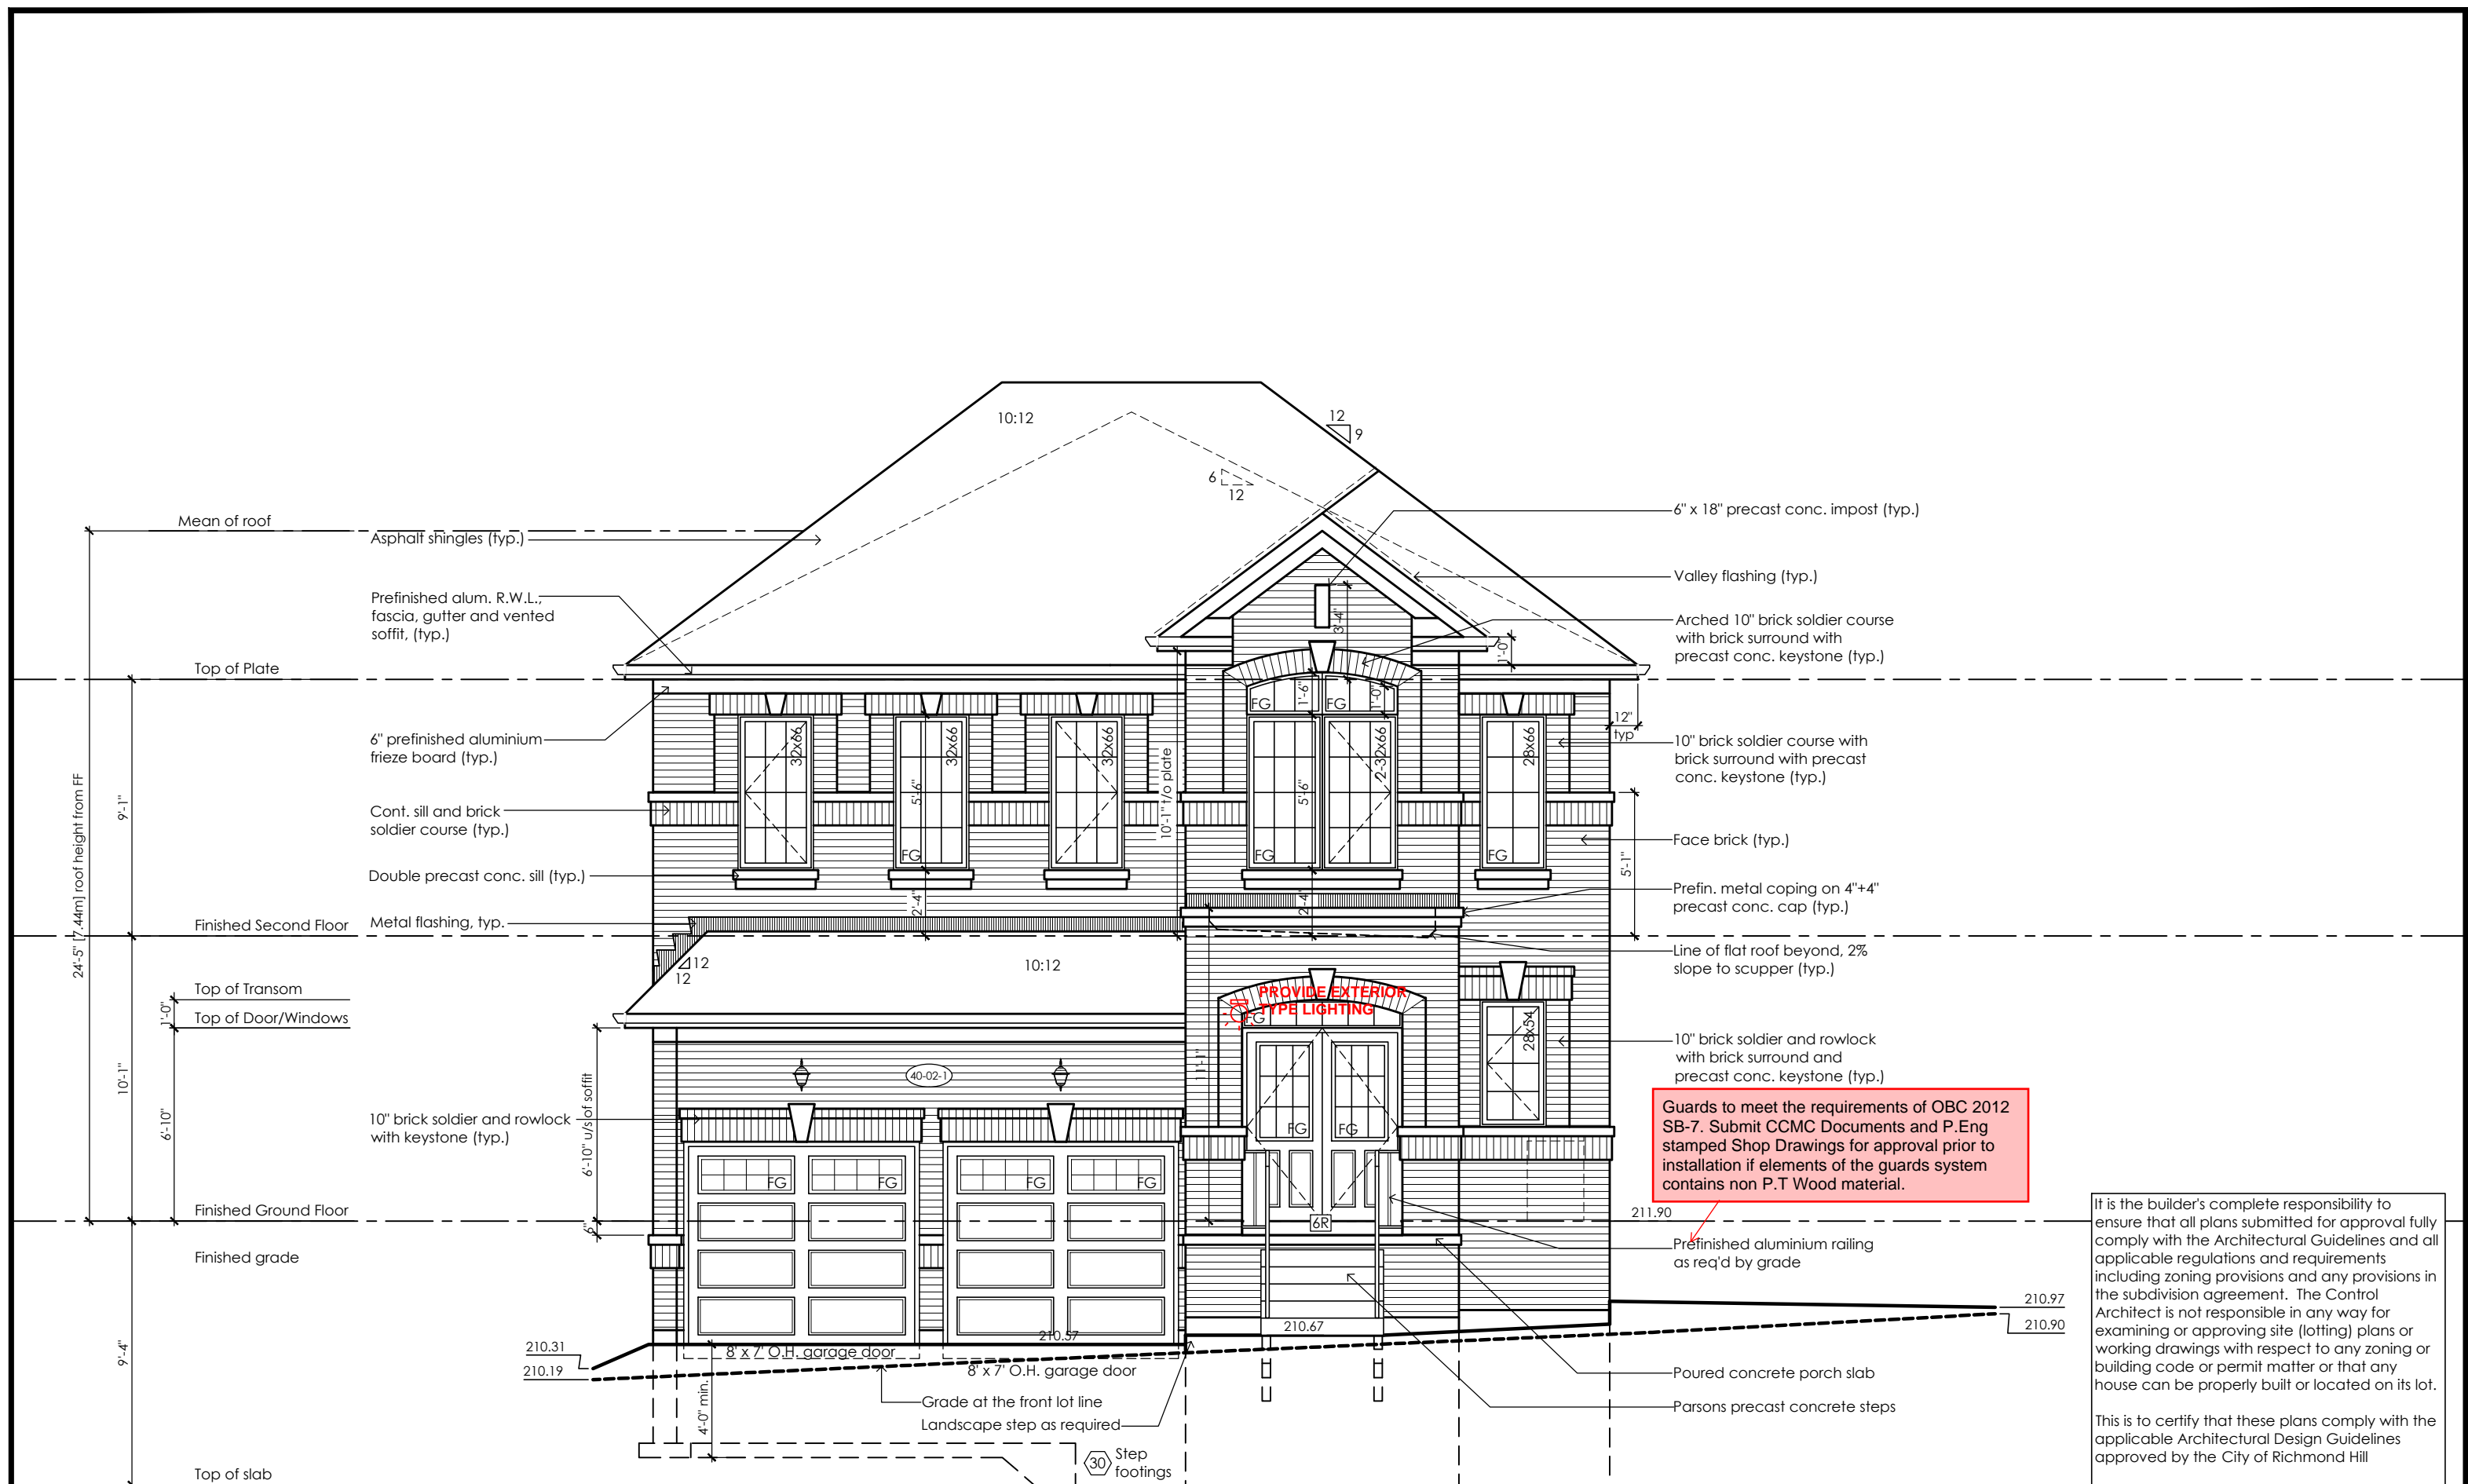 10:12
12
9
6
12
Mean of roof
Asphalt shingles (typ.)
6" x 18" precast conc. impost (typ.)
Valley flashing (typ.)
Prefinished alum. R.W.L.,
fascia, gutter and vented
soffit, (typ.)
3'-4"
Arched 10" brick soldier course
with brick surround with
precast conc. keystone (typ.)
1'-0"
Top of Plate
FG
1'-6"
FG
1'-0"
12"
typ
32x66
32x66
32x66
2-32x66
28x66
6" prefinished aluminium
frieze board (typ.)
10" brick soldier course with
brick surround with precast
conc. keystone (typ.)
10'-1" t/o plate
24'-5" [7.44m] roof height from FF
9'-1"
5'-6"
5'-6"
Cont. sill and brick
soldier course (typ.)
FG
FG
FG
Face brick (typ.)
5'-1"
Double precast conc. sill (typ.)
2'-4"
2'-4"
Prefin. metal coping on 4"+4"
precast conc. cap (typ.)
Finished Second Floor
Metal flashing, typ.
Line of flat roof beyond, 2%
slope to scupper (typ.)
12
12
10:12
Top of Transom
1'-0"
Top of Door/Windows
PROVIDE EXTERIOR
TYPE LIGHTING
FG
28x54
10" brick soldier and rowlock
with brick surround and
precast conc. keystone (typ.)
10'-1"
6'-10"
6'-10" u/s of soffit
40-02-1
11'-1"
10" brick soldier and rowlock
with keystone (typ.)
FG
FG
Guards to meet the requirements of OBC 2012
SB-7. Submit CCMC Documents and P.Eng
stamped Shop Drawings for approval prior to
installation if elements of the guards system
contains non P.T Wood material.
FG
FG
FG
FG
Finished Ground Floor
6"
6R
211.90
Prefinished aluminium railing
as req'd by grade
Finished grade
It is the builder's complete responsibility to
ensure that all plans submitted for approval fully
comply with the Architectural Guidelines and all
applicable regulations and requirements
including zoning provisions and any provisions in
the subdivision agreement. The Control
Architect is not responsible in any way for
examining or approving site (lotting) plans or
working drawings with respect to any zoning or
building code or permit matter or that any
house can be properly built or located on its lot.
This is to certify that these plans comply with the
applicable Architectural Design Guidelines
approved by the City of Richmond Hill
210.97
210.90
210.67
210.57
210.31
210.19
9'-4"
8' x 7' O.H. garage door
8' x 7' O.H. garage door
4'-0" min.
Grade at the front lot line
Landscape step as required
Poured concrete porch slab
Parsons precast concrete steps
30
Step
footings
Top of slab